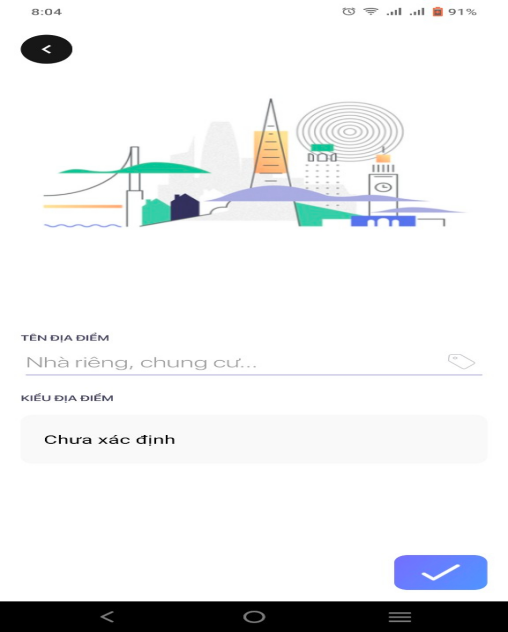 8:04
91%
TÊN ĐỊA ĐIỂM
Nhà riêng, chung cư...
KIỂU ĐỊA ĐIỂM
Chưa xác định